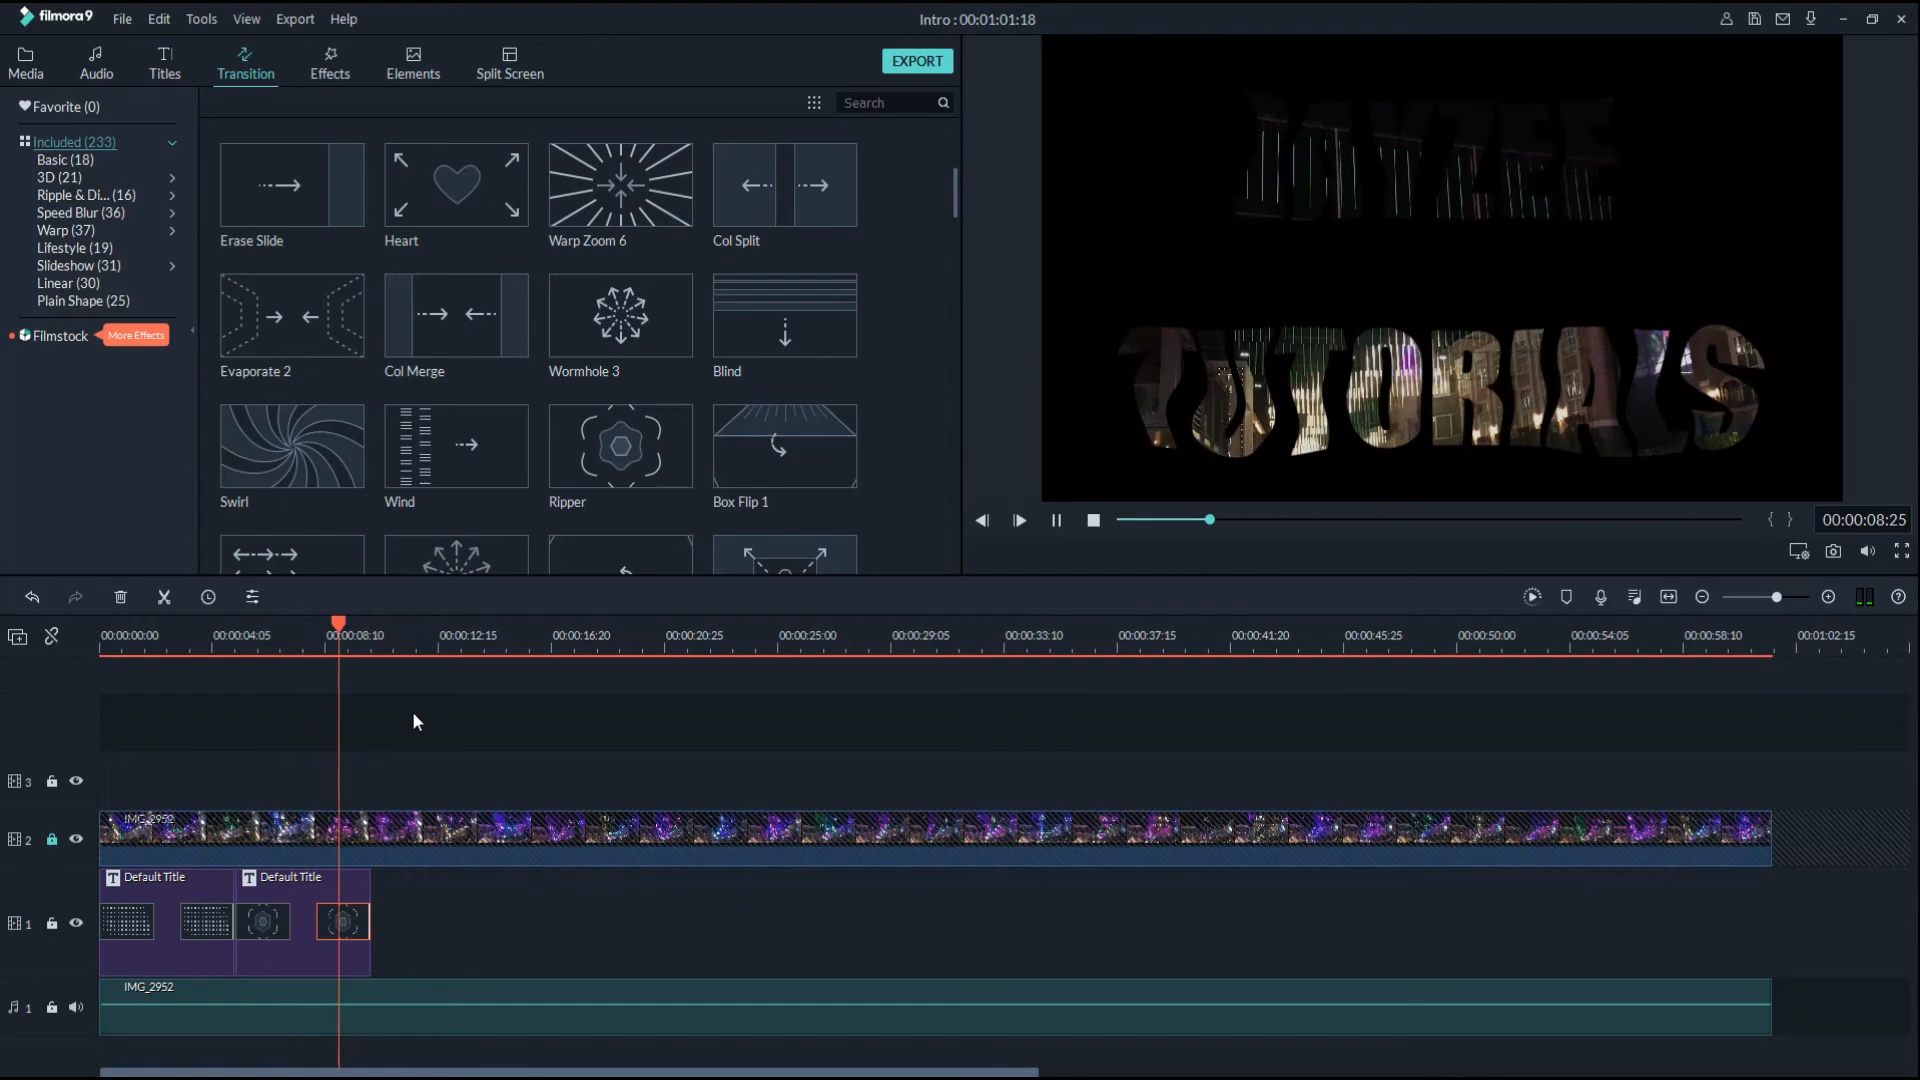 filmora9 File Edit Tools View Export Help Intro : 00:01:01:18
Media Audio Titles Transition Effects Elements Split Screen EXPORT
Favorite (0)
Search
Included (233)
Basic (18)
3D (21)
Ripple & Di... (16)
Speed Blur (36)
Warp (37)
Lifestyle (19)
Slideshow (31)
Linear (30)
Plain Shape (25)
Filmstock More Effects
Erase Slide Heart Warp Zoom 6 Col Split
Evaporate 2 Col Merge Wormhole 3 Blind
Swirl Wind Ripper Box Flip 1
JAYZEE
TUTORIALS
00:00:08:25
00:00:00:00 00:00:04:05 00:00:08:10 00:00:12:15 00:00:16:20 00:00:20:25 00:00:25:00 00:00:29:05 00:00:33:10 00:00:37:15 00:00:41:20 00:00:45:25 00:00:50:00 00:00:54:05 00:00:58:10 00:01:02:15
3
IMG_2952
2
T Default Title T Default Title
1
IMG_2952
1